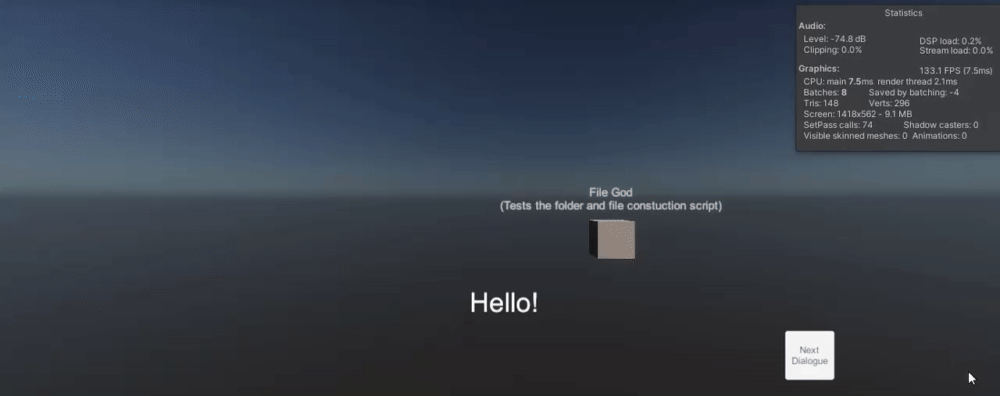 Statistics
Audio:
Level: -74.8 dB DSP load: 0.2%
Clipping: 0.0% Stream load: 0.0%
Graphics: 133.1 FPS (7.5ms)
CPU: main 7.5ms render thread 2.1ms
Batches: 8 Saved by batching: -4
Tris: 148 Verts: 296
Screen: 1418x562 - 9.1 MB
SetPass calls: 74 Shadow casters: 0
Visible skinned meshes: 0 Animations: 0
File God
(Tests the folder and file constuction script)
Hello!
Next
Dialogue